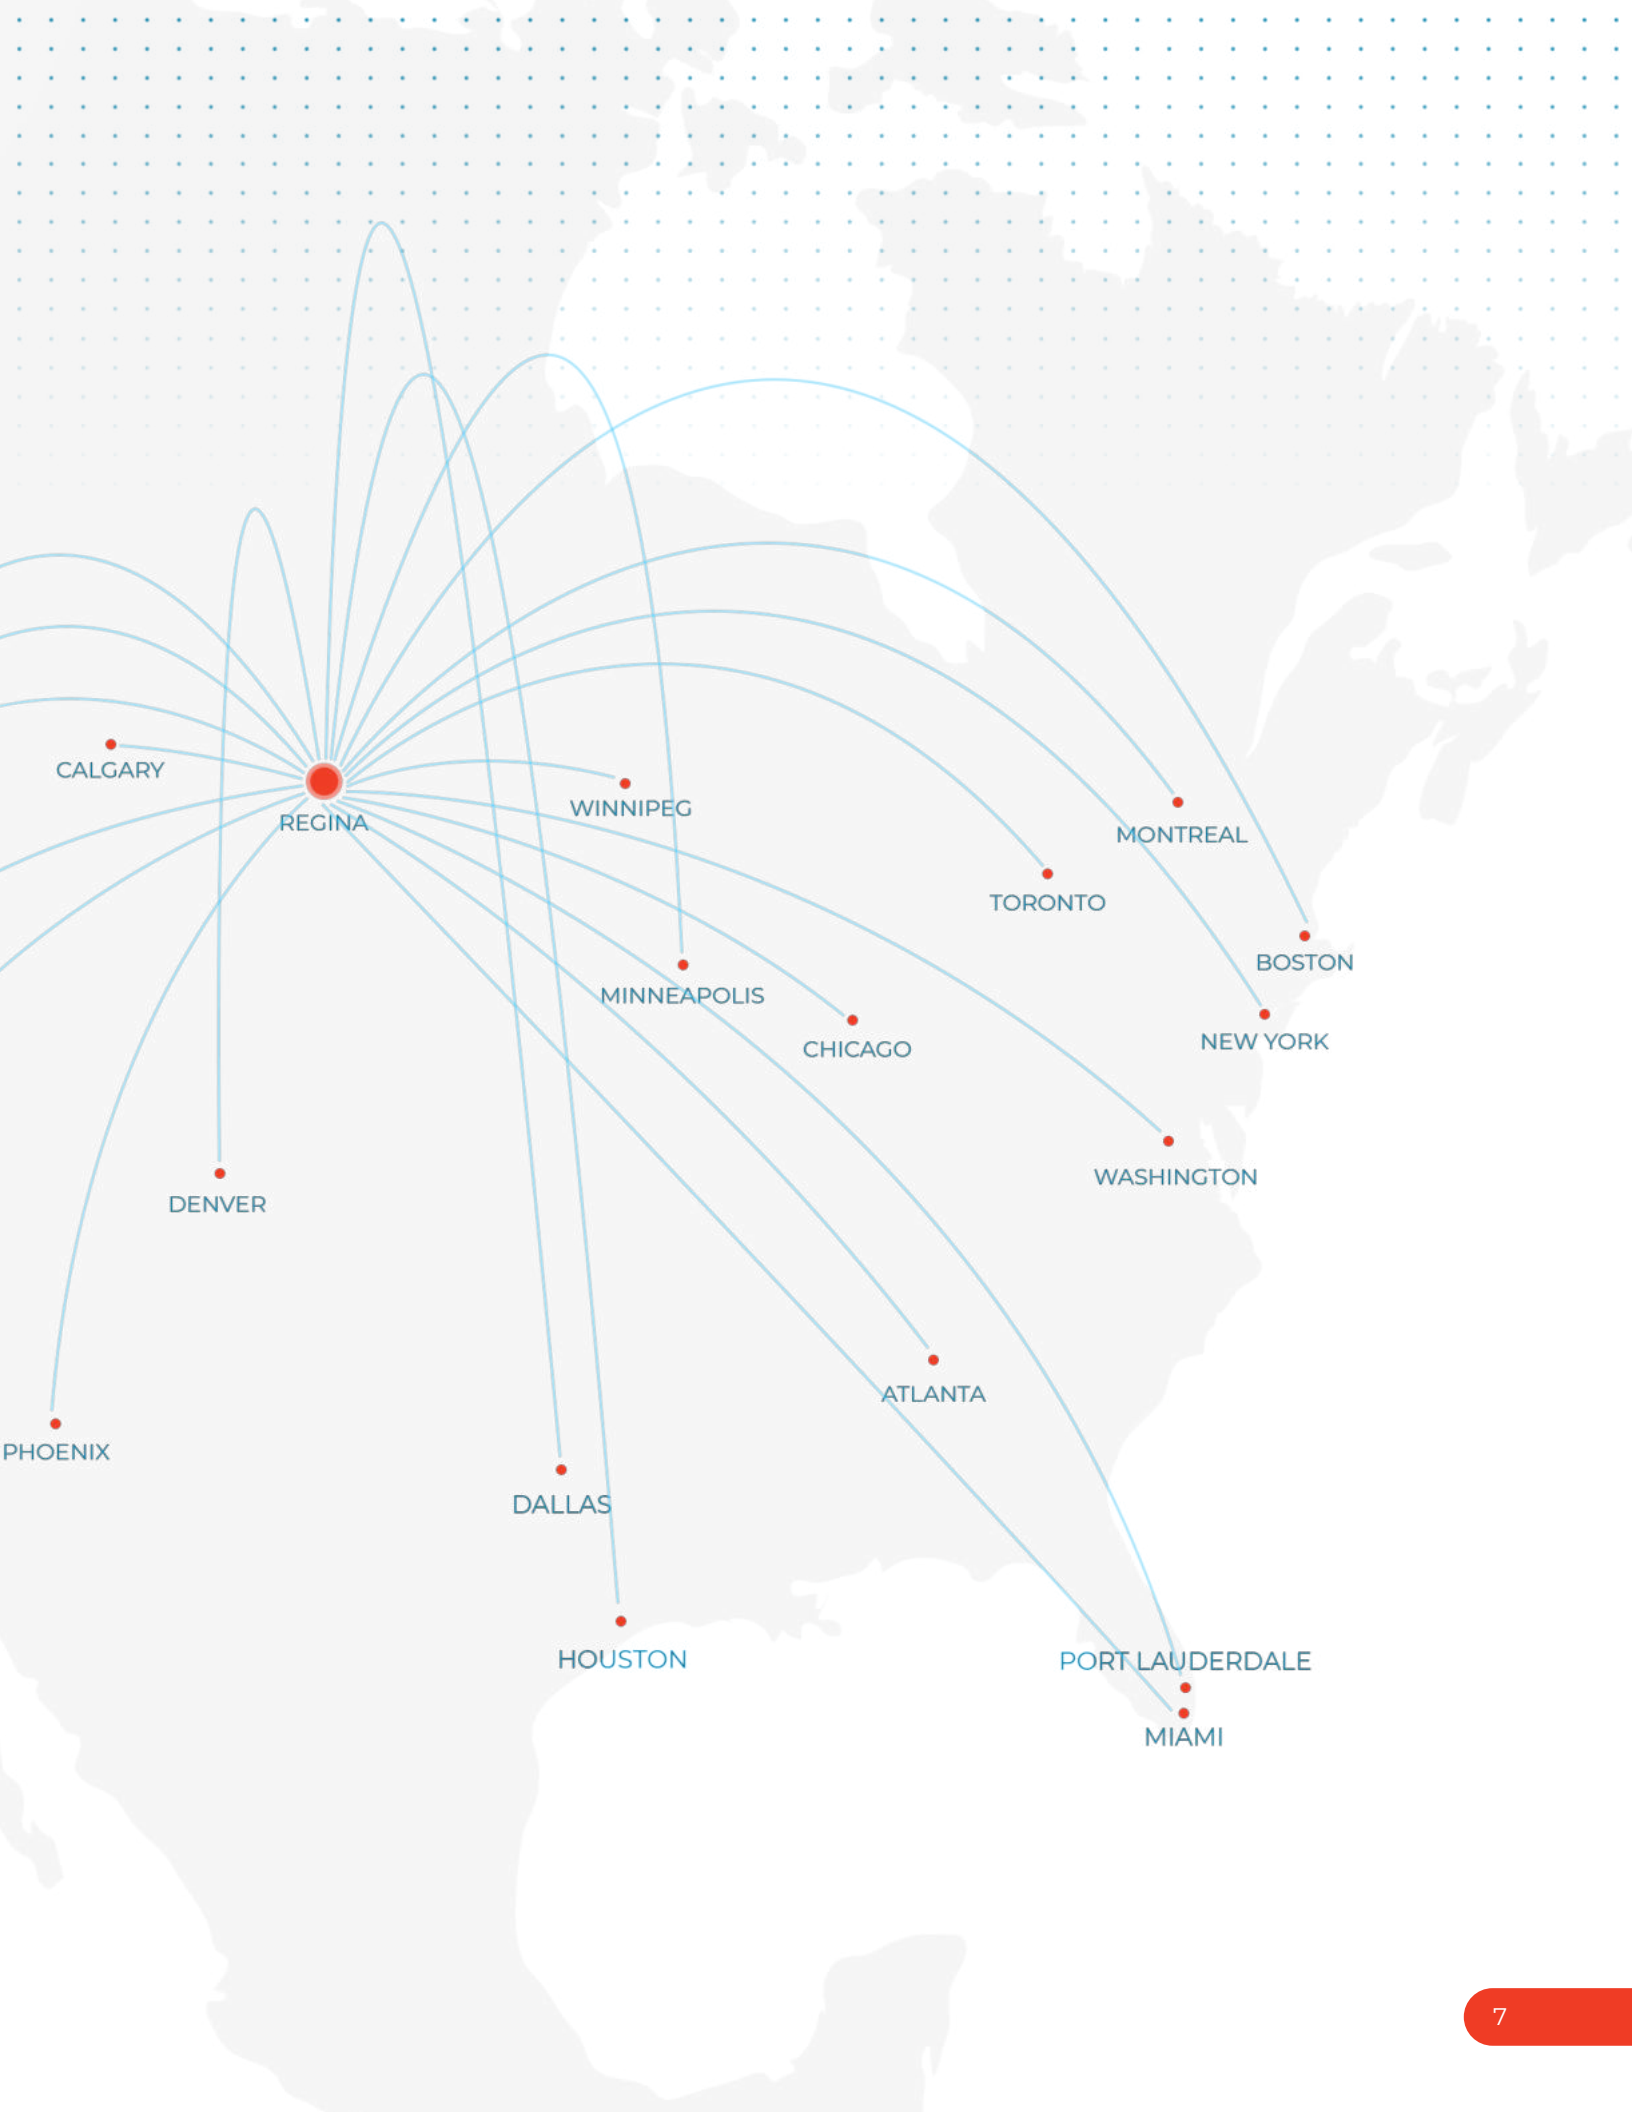 CALGARY
REGINA
WINNIPEG
MONTREAL
TORONTO
BOSTON
MINNEAPOLIS
NEW YORK
CHICAGO
WASHINGTON
DENVER
ATLANTA
PHOENIX
DALLAS
HOUSTON
PORT LAUDERDALE
MIAMI
7